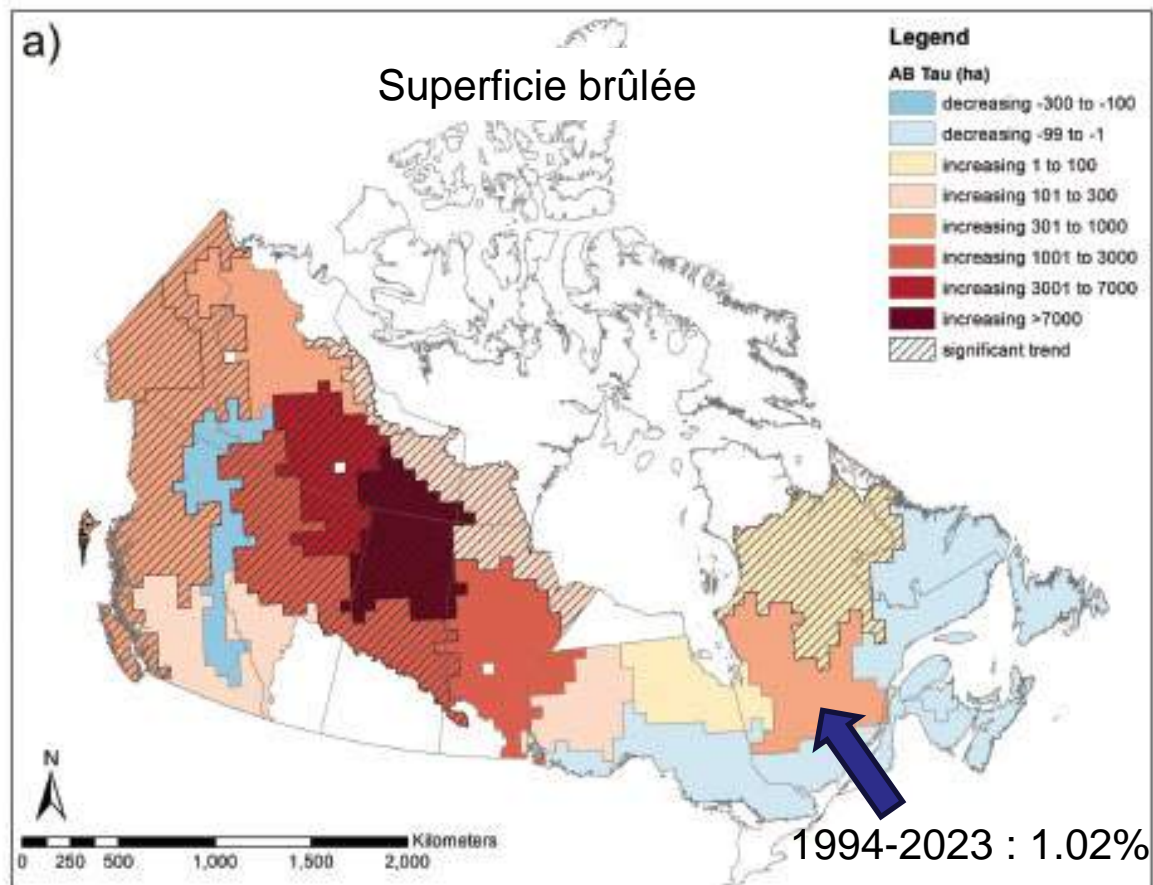 a)
Superficie brûlée
Legend
AB Tau (ha)
decreasing -300 to -100
decreasing -99 to -1
increasing 1 to 100
increasing 101 to 300
increasing 301 to 1000
increasing 1001 to 3000
increasing 3001 to 7000
increasing >7000
significant trend
N
Kilometers
0 250 500 1,000 1,500 2,000
1994-2023 : 1.02%